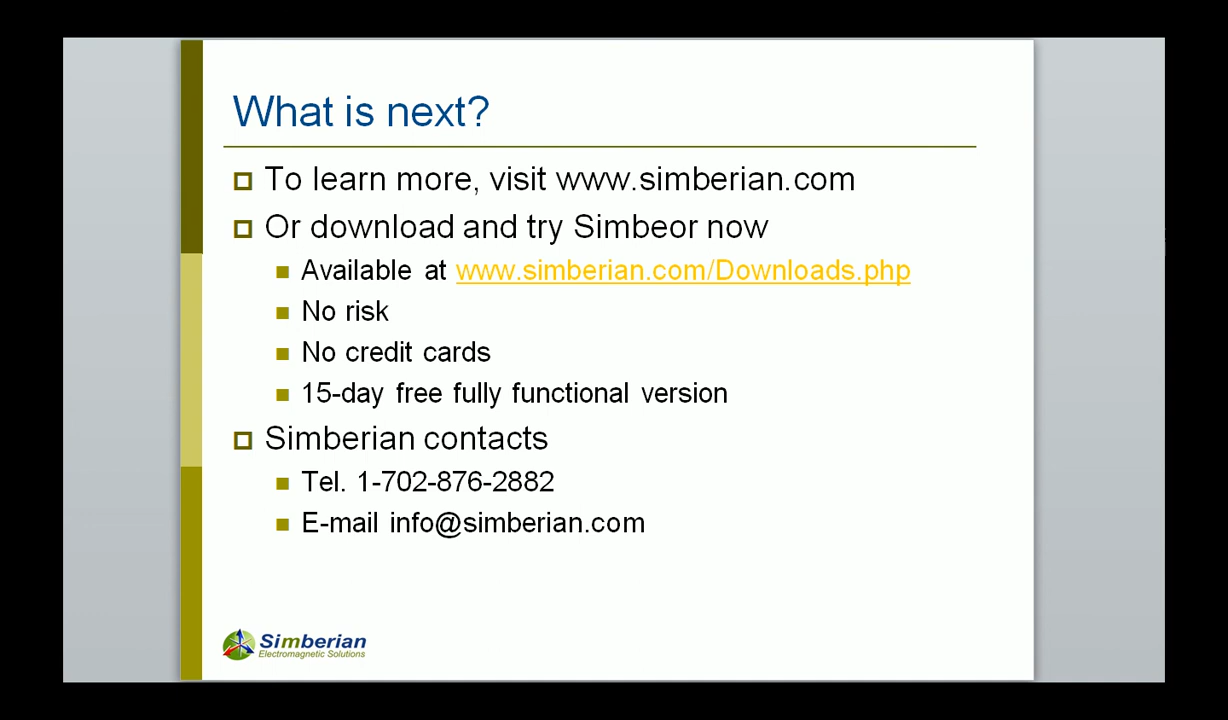 What is next?
To learn more, visit www.simberian.com
Or download and try Simbeor now
Available at www.simberian.com/Downloads.php
No risk
No credit cards
15-day free fully functional version
Simberian contacts
Tel. 1-702-876-2882
E-mail info@simberian.com
Simberian
Electromagnetic Solutions